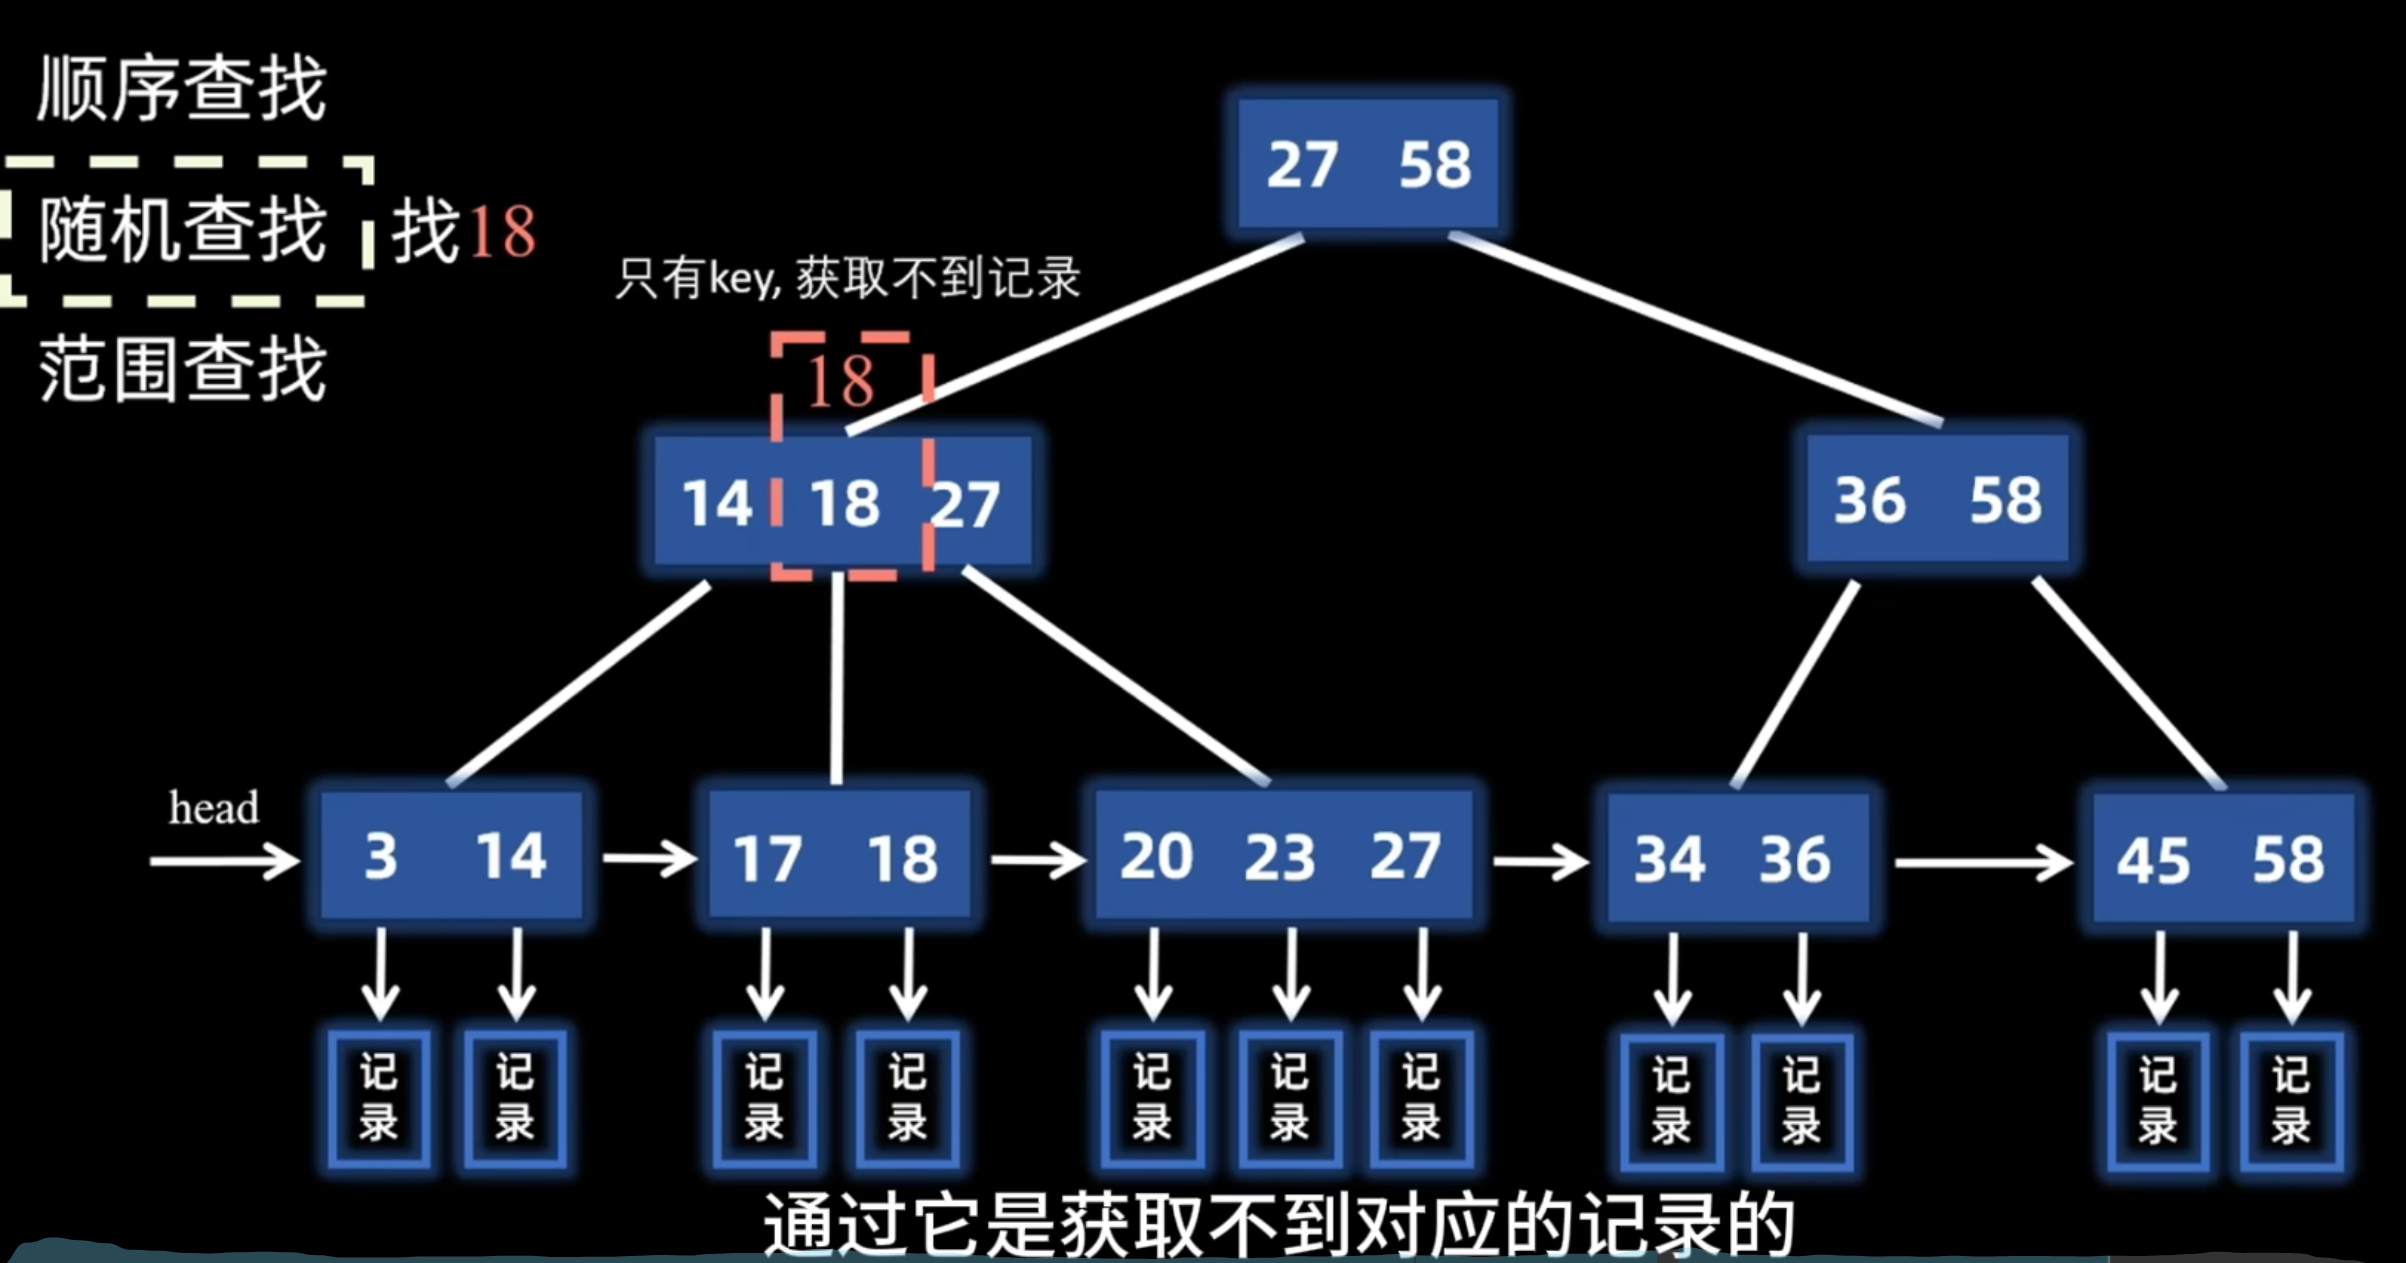 顺序查找
随机查找 找18
范围查找
27 58
只有key, 获取不到记录
18
14 18 27
36 58
head
3 14
17 18
20 23 27
34 36
45 58
记录
记录
记录
记录
记录
记录
记录
记录
记录
记录
记录
通过它是获取不到对应的记录的